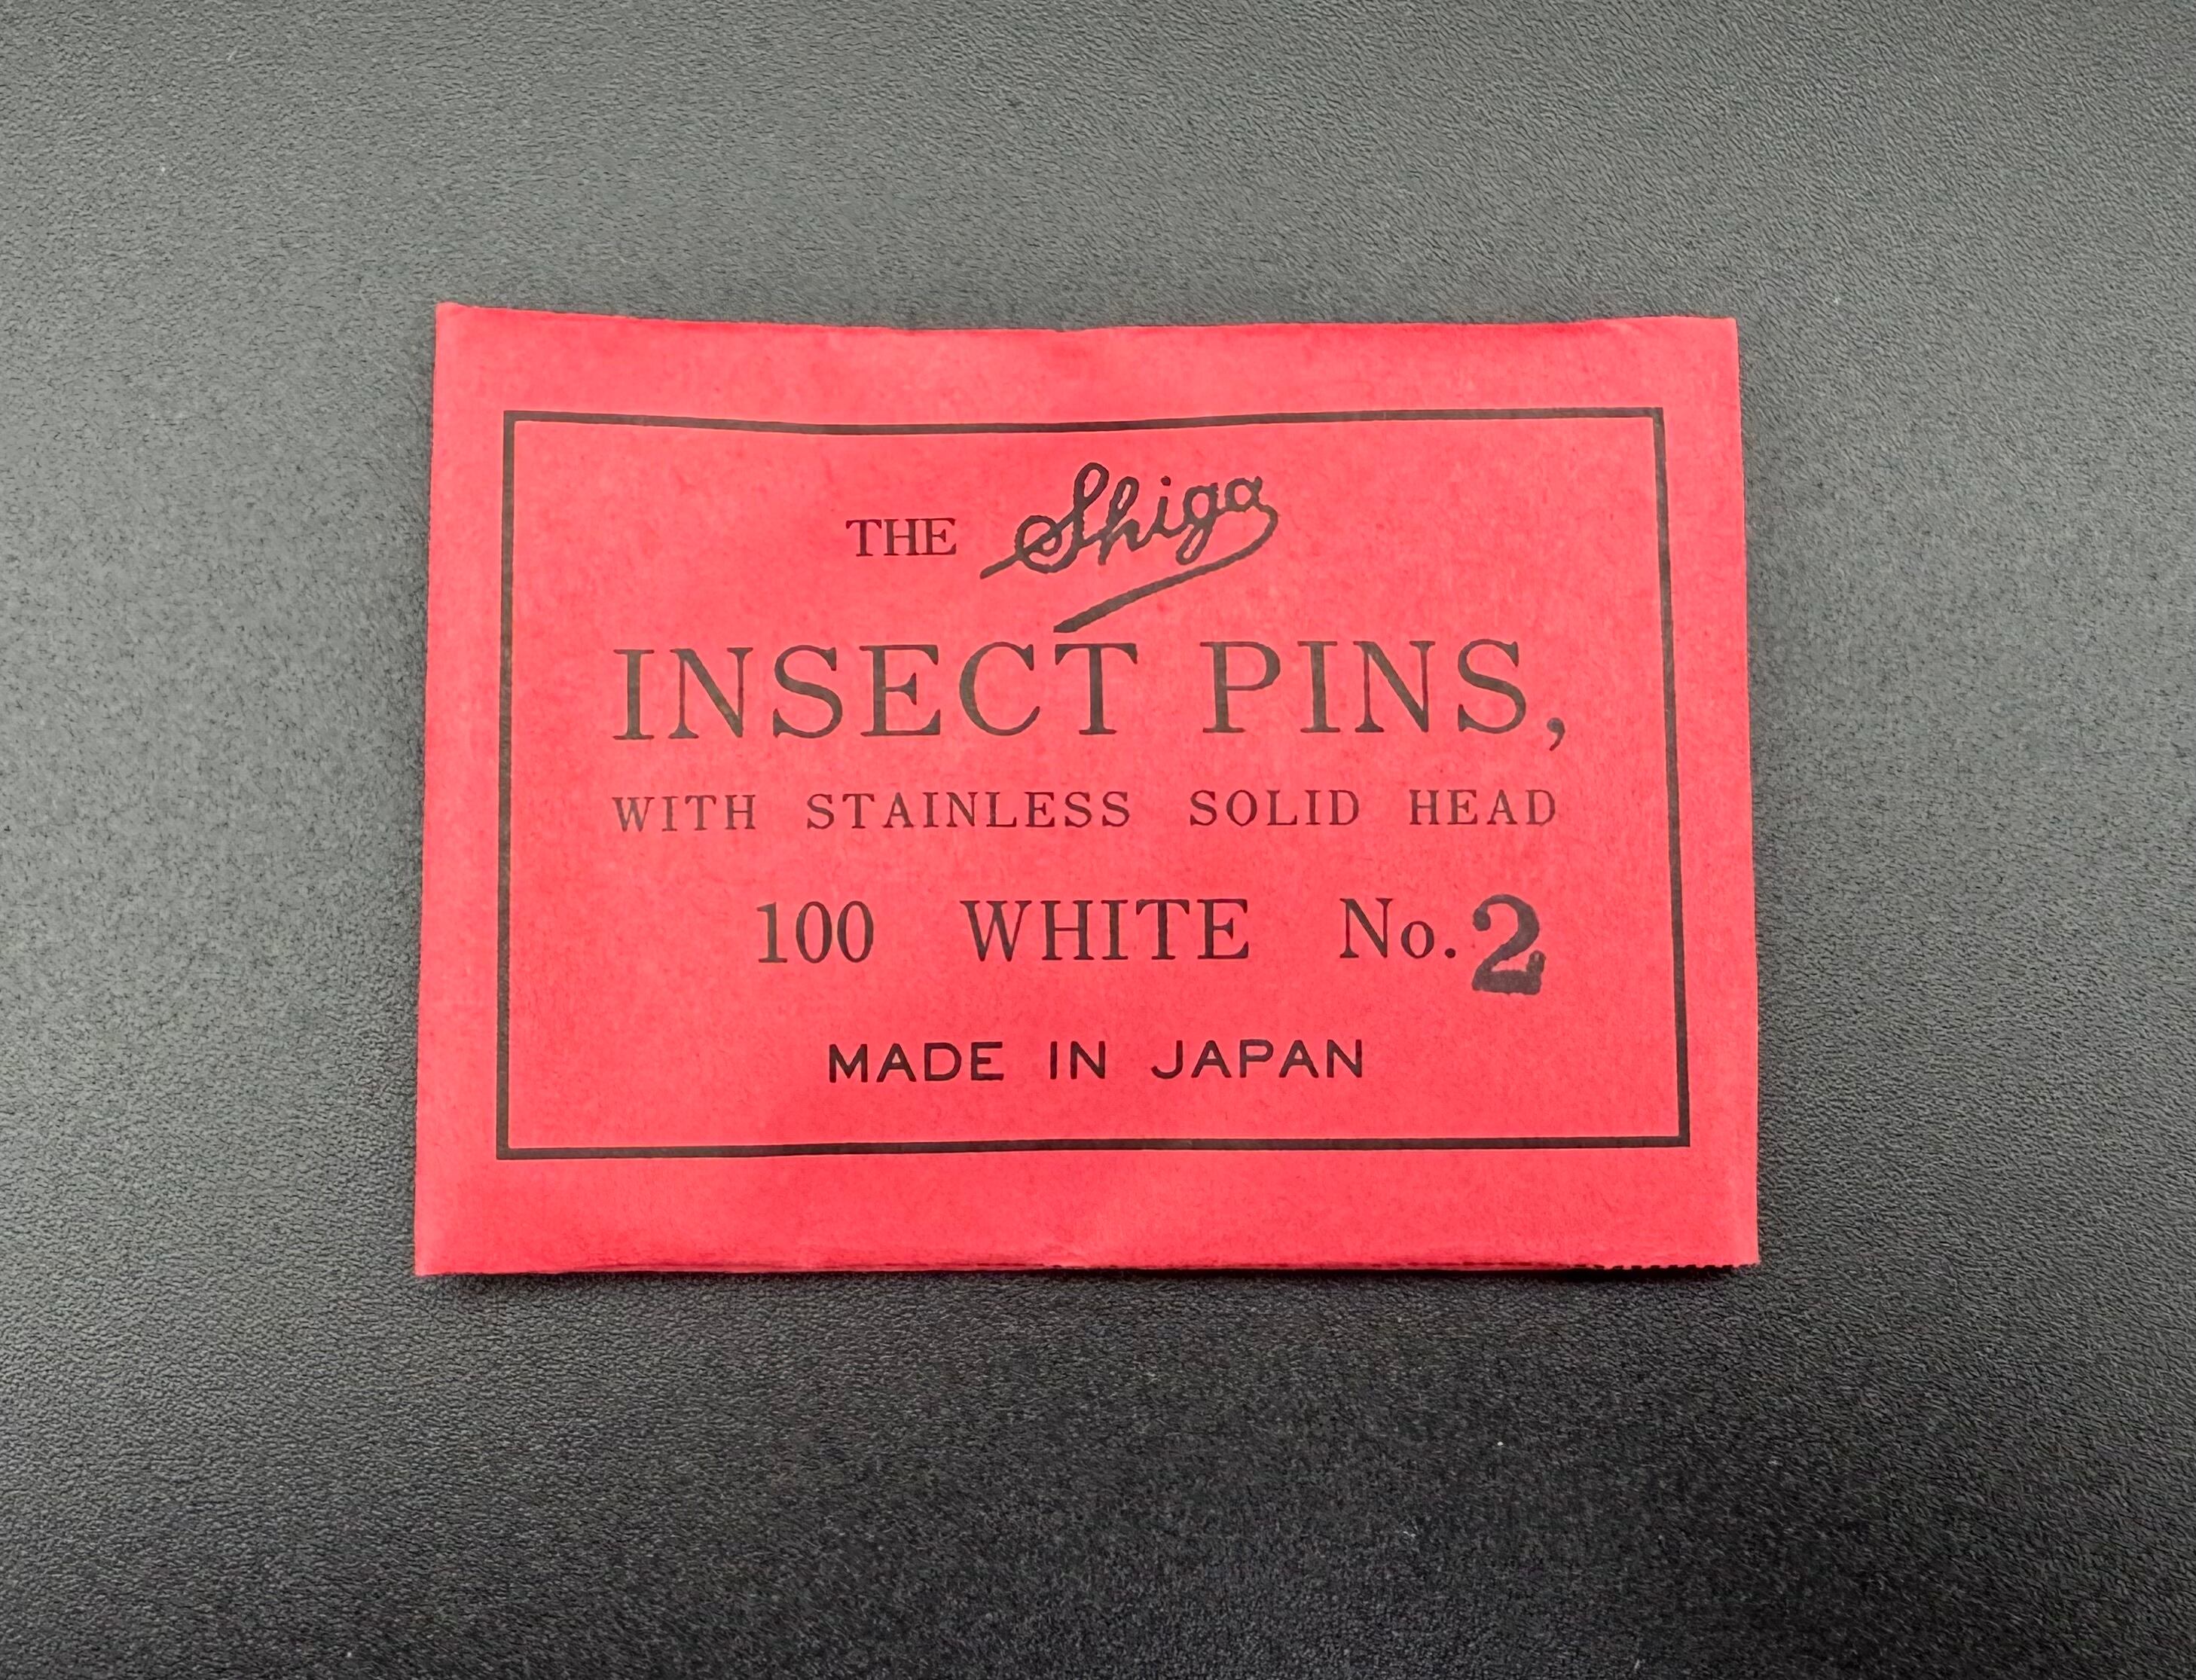 THE Shiga
INSECT PINS,
WITH STAINLESS SOLID HEAD
100 WHITE No. 2
MADE IN JAPAN